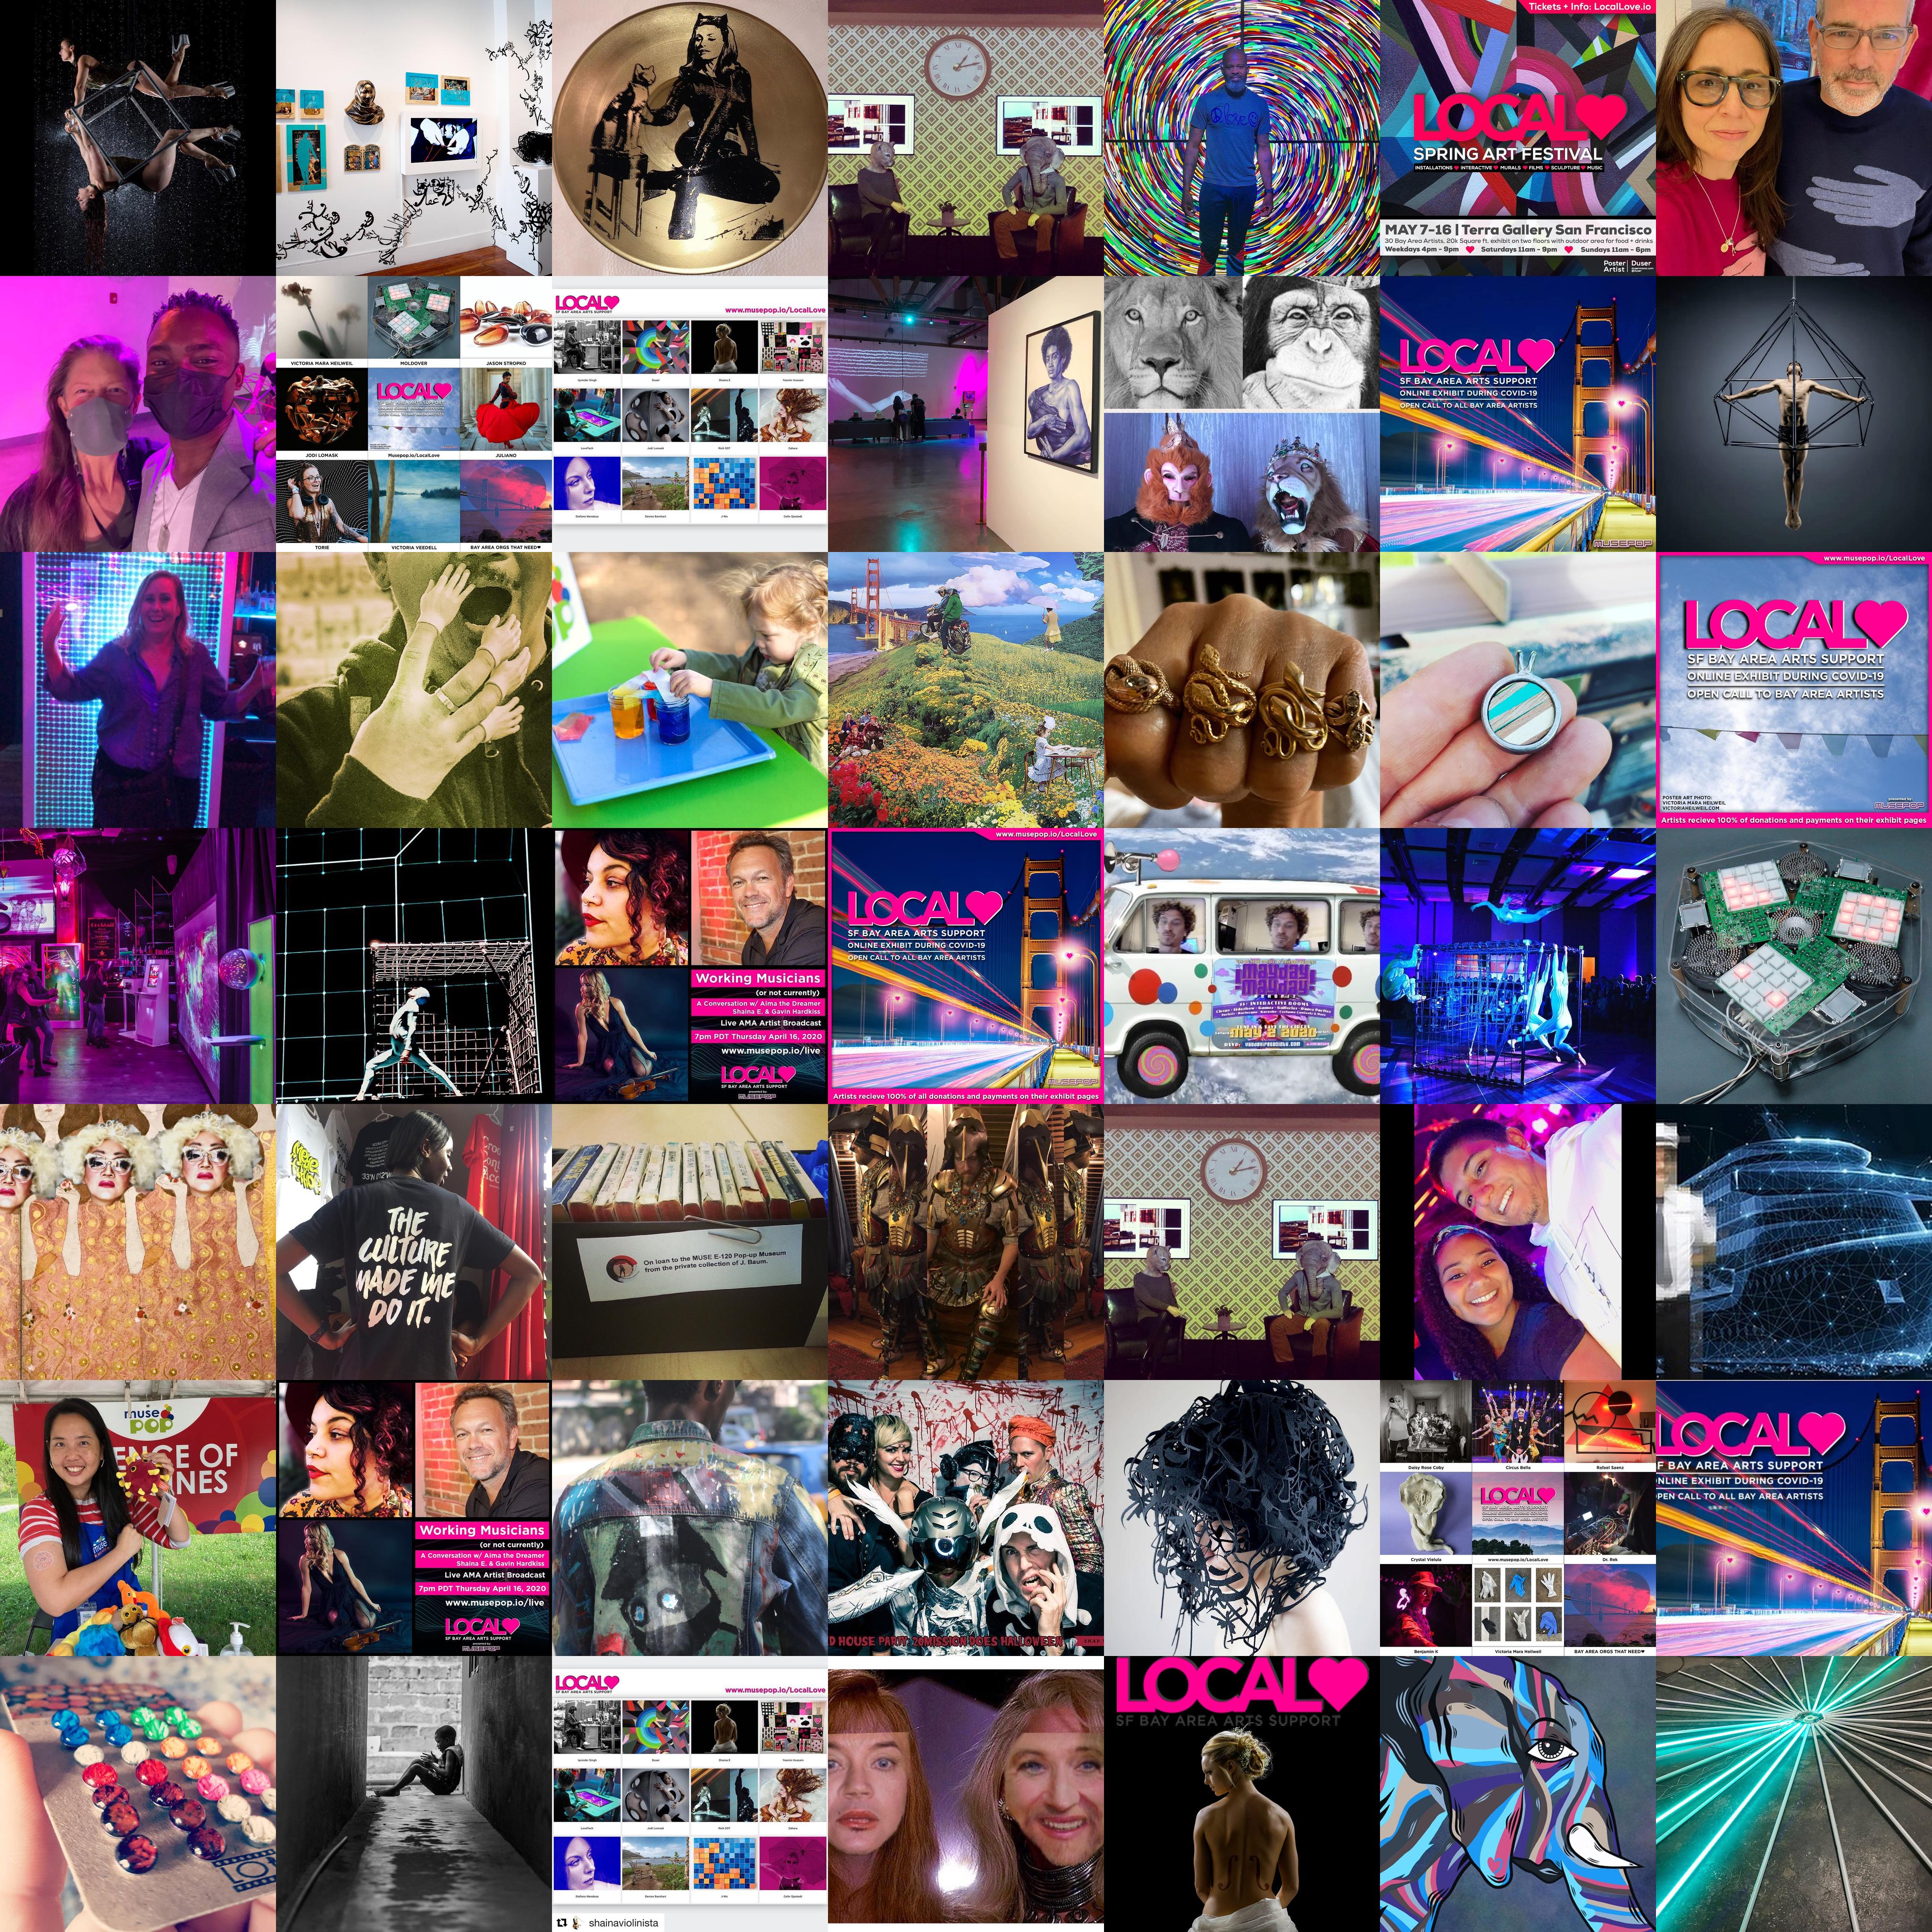 Tickets + Info: LocalLove.io
LOCAL
SPRING ART FESTIVAL
INSTALLATIONS ♥ INTERACTIVE ♥ MURALS ♥ FILMS ♥ SCULPTURE ♥ MUSIC
MAY 7-16 | Terra Gallery San Francisco
30 Bay Area Artists, 20k Square ft. exhibit on two floors with outdoor area for food + drinks
Weekdays 4pm - 9pm ♥ Saturdays 11am - 9pm ♥ Sundays 11am - 6pm
Poster Artist | Duser
VICTORIA MARA HEILWEIL
MOLDOVER
JASON STROPKO
LOCAL
JODI LOMASK
Musepop.io/LocalLove
JULIANO
TORIE
VICTORIA VEEDELL
BAY AREA ORGS THAT NEED♥
LOCAL
SF BAY AREA ARTS SUPPORT
www.musepop.io/LocalLove
LOCAL
SF BAY AREA ARTS SUPPORT
ONLINE EXHIBIT DURING COVID-19
OPEN CALL TO ALL BAY AREA ARTISTS
MUSEPOP
www.musepop.io/LocalLove
LOCAL
SF BAY AREA ARTS SUPPORT
ONLINE EXHIBIT DURING COVID-19
OPEN CALL TO BAY AREA ARTISTS
POSTER ART PHOTO:
VICTORIA MARA HEILWEIL
VICTORIAHEILWEIL.COM
MUSEPOP
Artists recieve 100% of donations and payments on their exhibit pages
Working Musicians
(or not currently)
A Conversation w/ Alma the Dreamer
Shaina E. & Gavin Hardkiss
Live AMA Artist Broadcast
7pm PDT Thursday April 16, 2020
www.musepop.io/live
LOCAL
SF BAY AREA ARTS SUPPORT
MUSEPOP
www.musepop.io/LocalLove
LOCAL
SF BAY AREA ARTS SUPPORT
ONLINE EXHIBIT DURING COVID-19
OPEN CALL TO ALL BAY AREA ARTISTS
MUSEPOP
Artists recieve 100% of all donations and payments on their exhibit pages
mayday
mayday
may 2 2020
THE
CULTURE
MADE ME
DO IT.
On loan to the MUSE E-120 Pop-up Museum
from the private collection of J. Baum.
muse
pop
ENCE OF
INES
Working Musicians
(or not currently)
A Conversation w/ Alma the Dreamer
Shaina E. & Gavin Hardkiss
Live AMA Artist Broadcast
7pm PDT Thursday April 16, 2020
www.musepop.io/live
LOCAL
SF BAY AREA ARTS SUPPORT
MUSEPOP
D HOUSE PARTY 20MISSION DOES HALLOWEEN
Daisy Rose Coby
Circus Bella
Rafael Saenz
LOCAL
Crystal Vielula
www.musepop.io/LocalLove
Dr. Rek
Benjamin K
Victoria Mara Heilweil
BAY AREA ORGS THAT NEED♥
LOCAL
SF BAY AREA ARTS SUPPORT
ONLINE EXHIBIT DURING COVID-19
OPEN CALL TO ALL BAY AREA ARTISTS
LOCAL
SF BAY AREA ARTS SUPPORT
www.musepop.io/LocalLove
shainaviolinista
LOCAL
SF BAY AREA ARTS SUPPORT